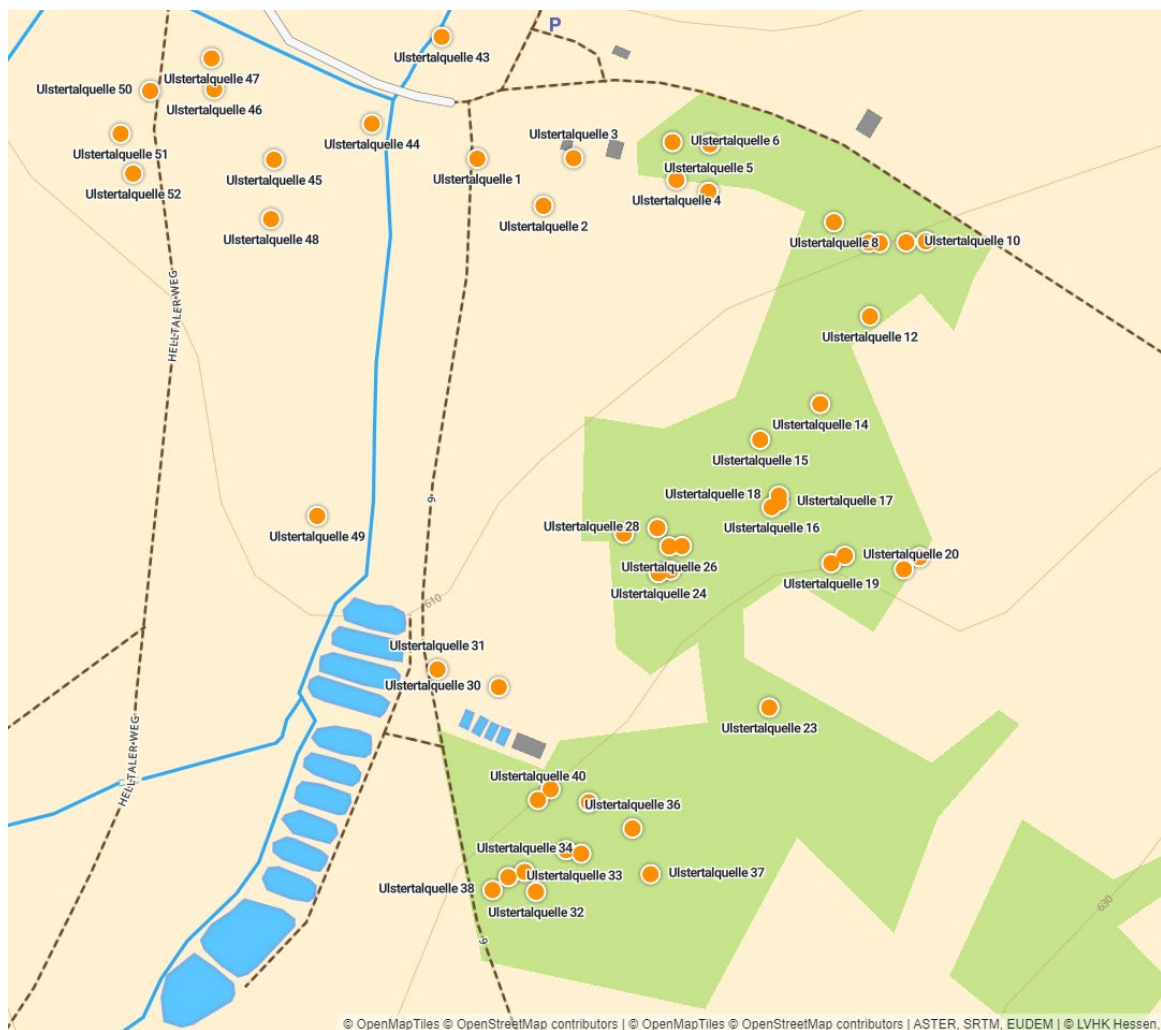 P
Ulstertalquelle 43
Ulstertalquelle 47
Ulstertalquelle 50
Ulstertalquelle 46
Ulstertalquelle 3
Ulstertalquelle 6
Ulstertalquelle 44
Ulstertalquelle 51
Ulstertalquelle 5
Ulstertalquelle 45
Ulstertalquelle 1
Ulstertalquelle 52
Ulstertalquelle 4
Ulstertalquelle 2
Ulstertalquelle 48
Ulstertalquelle 8
Ulstertalquelle 10
HELLTALER-WEG
Ulstertalquelle 12
Ulstertalquelle 14
Ulstertalquelle 15
Ulstertalquelle 18
Ulstertalquelle 17
9
Ulstertalquelle 28
Ulstertalquelle 16
Ulstertalquelle 49
Ulstertalquelle 20
Ulstertalquelle 26
Ulstertalquelle 19
Ulstertalquelle 24
610
Ulstertalquelle 31
Ulstertalquelle 30
Ulstertalquelle 23
HELLTALER-WEG
Ulstertalquelle 40
Ulstertalquelle 36
Ulstertalquelle 34
Ulstertalquelle 37
Ulstertalquelle 33
Ulstertalquelle 38
630
Ulstertalquelle 32
9
© OpenMapTiles © OpenStreetMap contributors | © OpenMapTiles © OpenStreetMap contributors | ASTER, SRTM, EUDEM | © LVHK Hessen